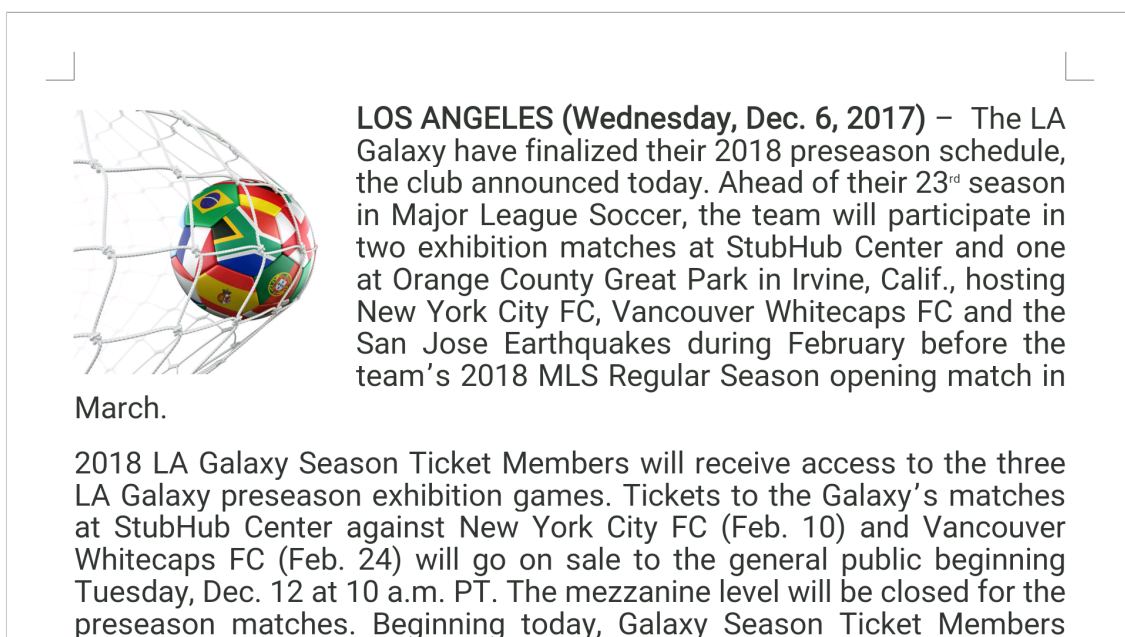 LOS ANGELES (Wednesday, Dec. 6, 2017) – The LA
Galaxy have finalized their 2018 preseason schedule,
the club announced today. Ahead of their 23rd season
in Major League Soccer, the team will participate in
two exhibition matches at StubHub Center and one
at Orange County Great Park in Irvine, Calif., hosting
New York City FC, Vancouver Whitecaps FC and the
San Jose Earthquakes during February before the
team’s 2018 MLS Regular Season opening match in
March.
2018 LA Galaxy Season Ticket Members will receive access to the three
LA Galaxy preseason exhibition games. Tickets to the Galaxy’s matches
at StubHub Center against New York City FC (Feb. 10) and Vancouver
Whitecaps FC (Feb. 24) will go on sale to the general public beginning
Tuesday, Dec. 12 at 10 a.m. PT. The mezzanine level will be closed for the
preseason matches. Beginning today, Galaxy Season Ticket Members